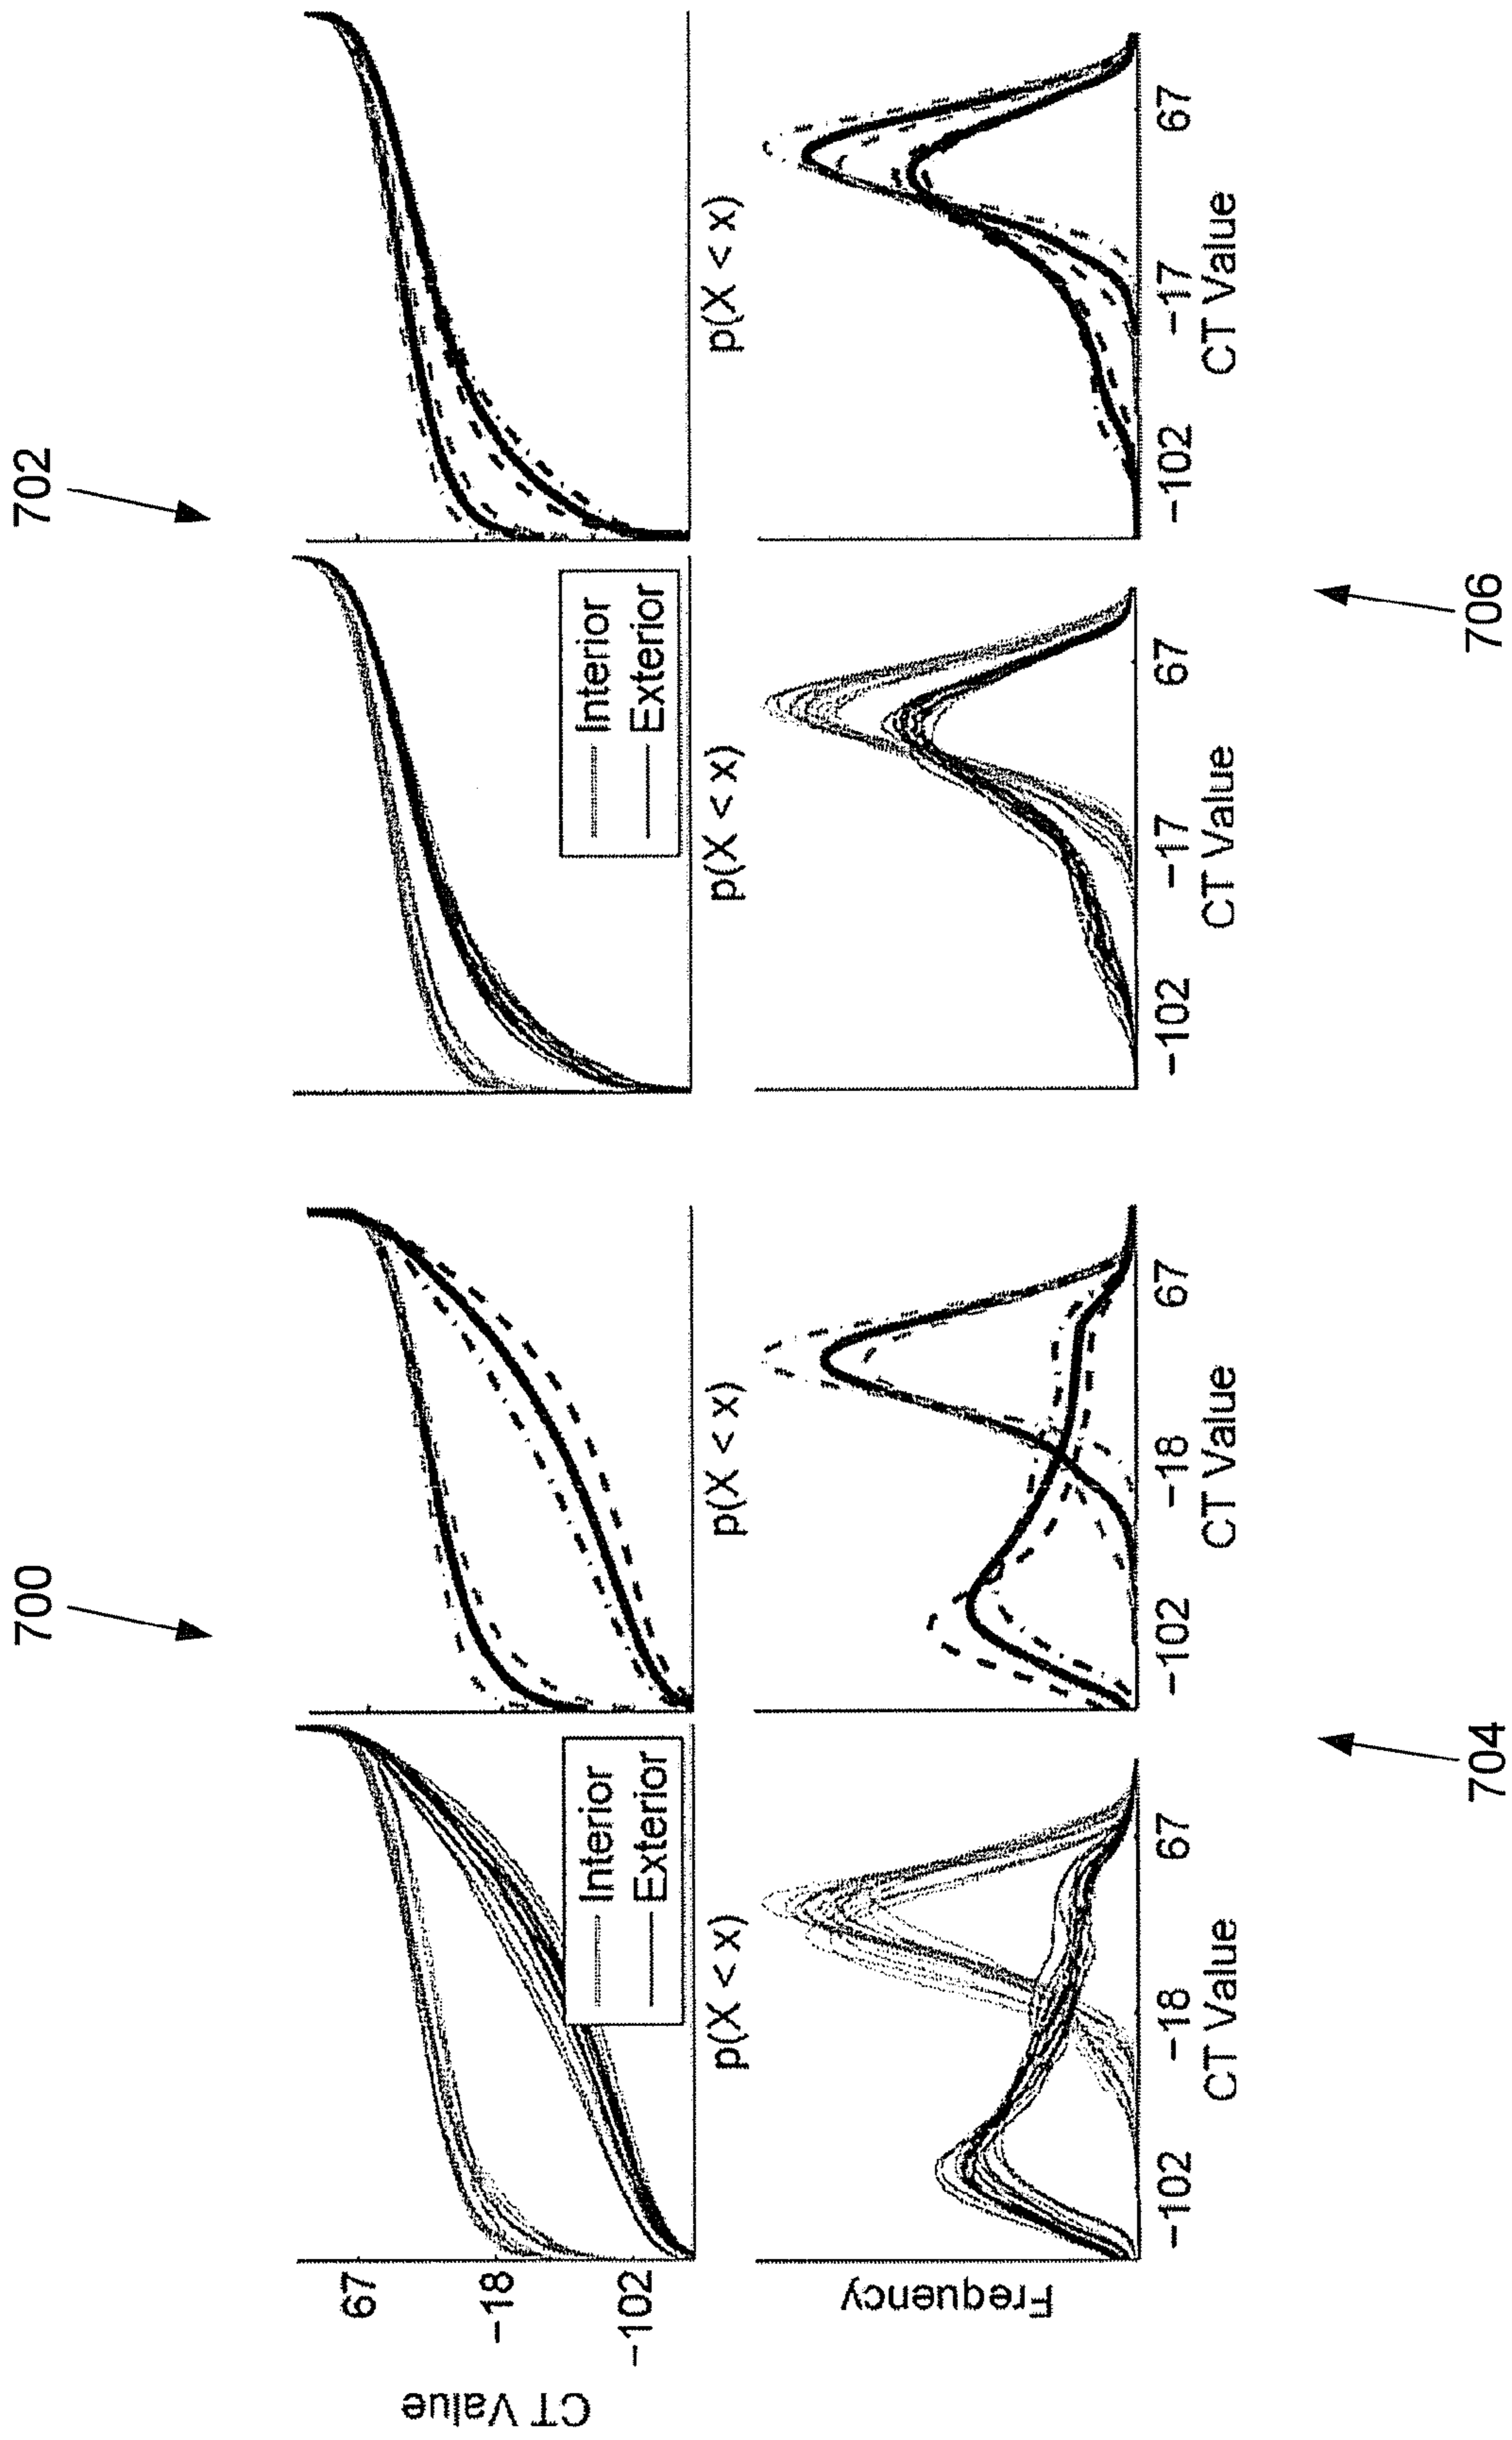 700
702
CT Value
67
−18
−102
Interior
Exterior
Interior
Exterior
p(X < x)
p(X < x)
p(X < x)
p(X < x)
Frequency
−102 −18 67
−102 −18 67
−102 −17 67
−102 −17 67
CT Value
CT Value
CT Value
CT Value
704
706